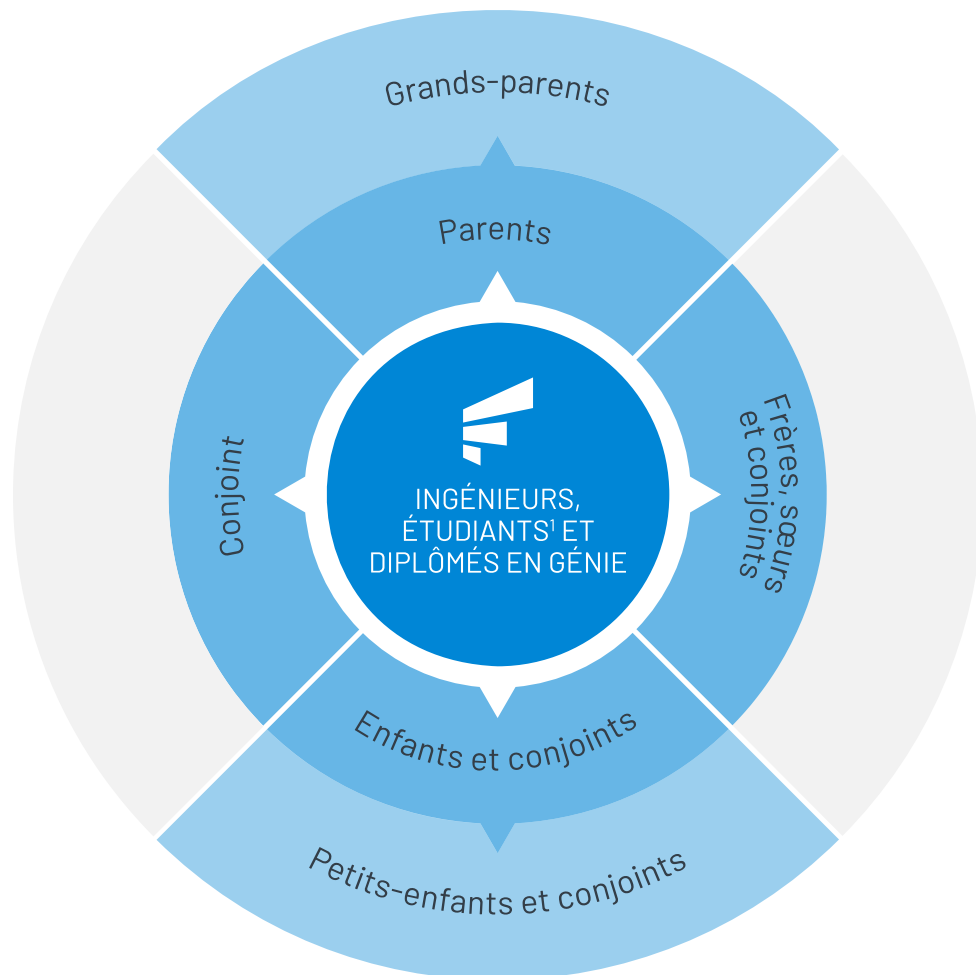 Grands-parents
Parents
Conjoint
INGÉNIEURS,
ÉTUDIANTS¹ ET
DIPLÔMÉS EN GÉNIE
Frères, sœurs
et conjoints
Enfants et conjoints
Petits-enfants et conjoints